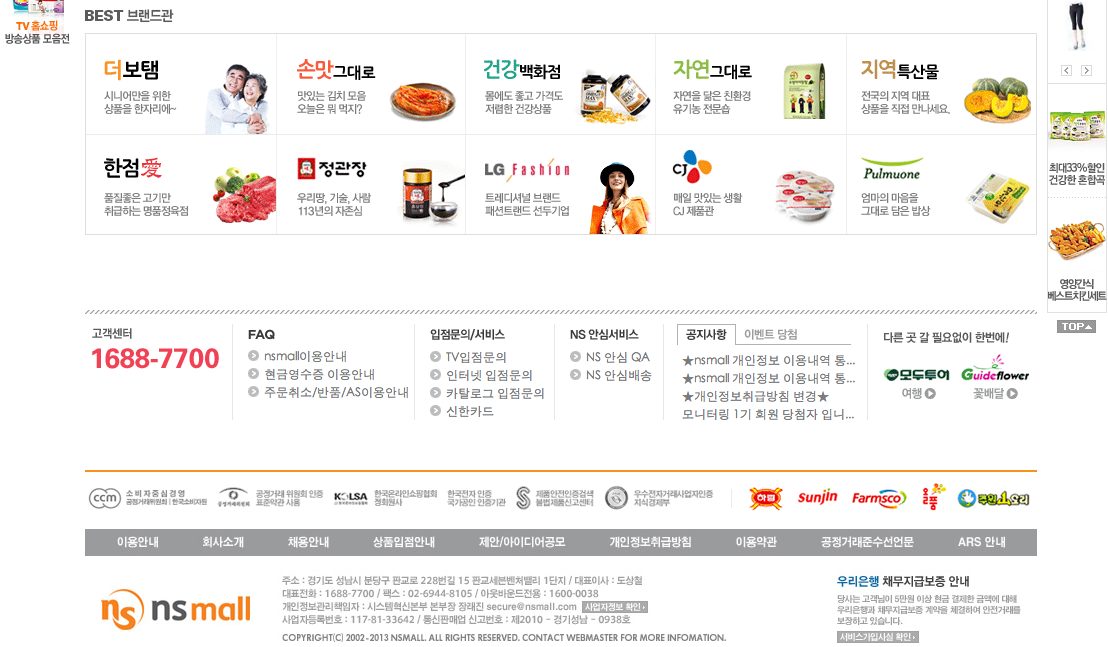 TV 홈쇼핑
방송상품 모음전
BEST 브랜드관
더보탬
시니어만을 위한
상품을 한자리에~
손맛그대로
맛있는 김치 모음
오늘은 뭐 먹지?
건강백화점
몸에도 좋고 가격도
저렴한 건강상품
자연그대로
자연을 닮은 친환경
유기농 전문숍
지역특산물
전국의 지역 대표
상품을 직접 만나세요.
한점愛
품질좋은 고기만
취급하는 명품정육점
정관장
우리땅, 기술, 사람
113년의 자존심
LG Fashion
트레디셔널 브랜드
패션트랜드 선두기업
CJ
매일 맛있는 생활
CJ 제품관
Pulmuone
엄마의 마음을
그대로 담은 밥상
최대33%할인
건강한 혼합곡
영양간식
베스트치킨세트
TOP
고객센터
1688-7700
FAQ
nsmall이용안내
현금영수증 이용안내
주문취소/반품/AS이용안내
입점문의/서비스
TV입점문의
인터넷 입점문의
카탈로그 입점문의
신한카드
NS 안심서비스
NS 안심 QA
NS 안심배송
공지사항 이벤트 당첨
★nsmall 개인정보 이용내역 통...
★nsmall 개인정보 이용내역 통...
★개인정보취급방침 변경★
모니터링 1기 회원 당첨자 입니...
다른 곳 갈 필요없이 한번에!
모두투어
여행
Guideflower
꽃배달
ccm
소비자중심경영
공정거래위원회 | 한국소비자원
공정거래위원회
공정거래 위원회 인증
표준약관 사용
KOLSA
한국온라인쇼핑협회
정회원사
한국전자 인증
국가공인 인증기관
제품안전인증검색
불법제품신고센터
우수전자거래사업자인증
지식경제부
하림
Sunjin
Farmsco
올품
주원산오리
이용안내 회사소개 채용안내 상품입점안내 제안/아이디어공모 개인정보취급방침 이용약관 공정거래준수선언문 ARS 안내
ns mall
주소 : 경기도 성남시 분당구 판교로 228번길 15 판교세븐벤처밸리 1단지 / 대표이사 : 도상철
대표전화 : 1688-7700 / 팩스 : 02-6944-8105 / 아웃바운드전용 : 1600-0038
개인정보관리책임자 : 시스템혁신본부 본부장 장래진 secure@nsmall.com 사업자정보 확인
사업자등록번호 : 117-81-33642 / 통신판매업 신고번호 : 제2010 - 경기성남 - 0938호
COPYRIGHT(C) 2002-2013 NSMALL. ALL RIGHTS RESERVED. CONTACT WEBMASTER FOR MORE INFOMATION.
우리은행 채무지급보증 안내
당사는 고객님이 5만원 이상 현금 결제한 금액에 대해
우리은행과 채무지급보증 계약을 체결하여 안전거래를
보장하고 있습니다.
서비스가입사실 확인